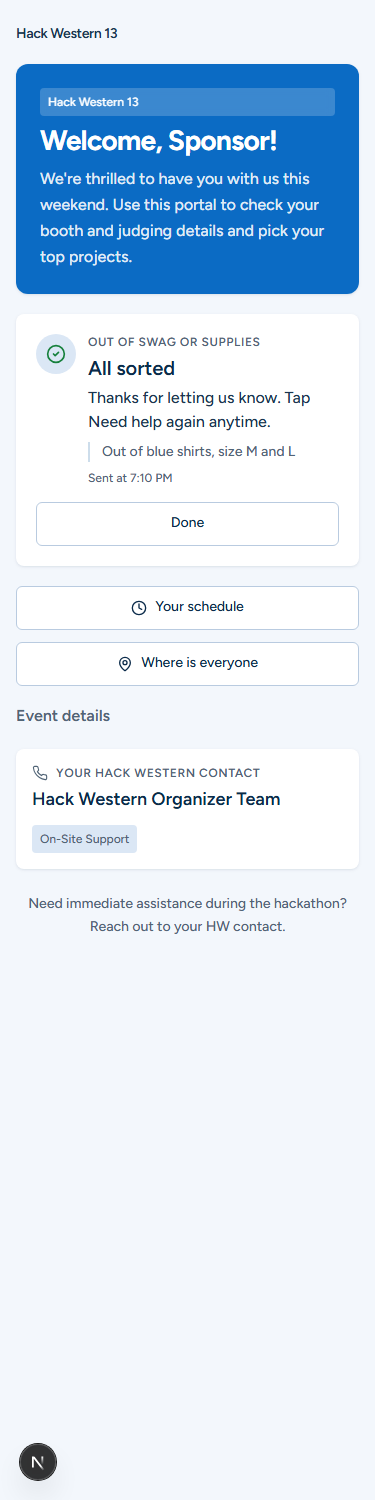 Hack Western 13
Hack Western 13
Welcome, Sponsor!
We're thrilled to have you with us this
weekend. Use this portal to check your
booth and judging details and pick your
top projects.
OUT OF SWAG OR SUPPLIES
All sorted
Thanks for letting us know. Tap
Need help again anytime.
Out of blue shirts, size M and L
Sent at 7:10 PM
Done
Your schedule
Where is everyone
Event details
YOUR HACK WESTERN CONTACT
Hack Western Organizer Team
On-Site Support
Need immediate assistance during the hackathon?
Reach out to your HW contact.
N